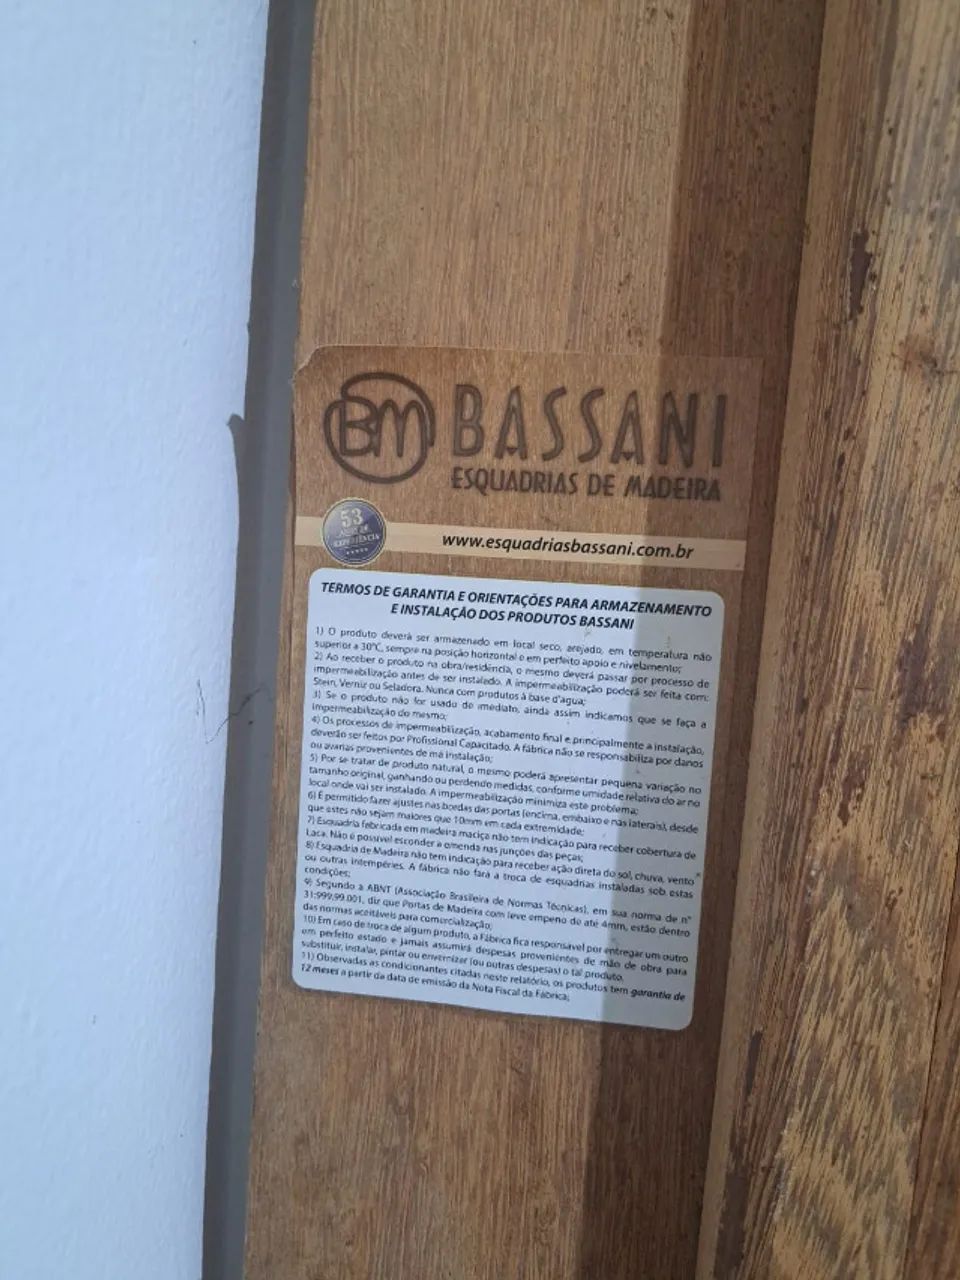 BM BASSANI
ESQUADRIAS DE MADEIRA
53
ANOS DE
EXPERIÊNCIA
www.esquadriasbassani.com.br
TERMOS DE GARANTIA E ORIENTAÇÕES PARA ARMAZENAMENTO
E INSTALAÇÃO DOS PRODUTOS BASSANI
1) O produto deverá ser armazenado em local seco, arejado, em temperatura não
superior a 30°C, sempre na posição horizontal e em perfeito apoio e nivelamento;
2) Ao receber o produto na obra/residência, o mesmo deverá passar por processo de
impermeabilização antes de ser instalado. A impermeabilização poderá ser feita com:
Stein, Verniz ou Seladora. Nunca com produtos à base d'agua;
3) Se o produto não for usado de imediato, ainda assim indicamos que se faça a
impermeabilização do mesmo;
4) Os processos de impermeabilização, acabamento final e principalmente a instalação,
deverão ser feitos por Profissional Capacitado. A fábrica não se responsabiliza por danos
ou avarias provenientes de má instalação;
5) Por se tratar de produto natural, o mesmo poderá apresentar pequena variação no
tamanho original, ganhando ou perdendo medidas, conforme umidade relativa do ar no
local onde vai ser instalado. A impermeabilização minimiza este problema;
6) É permitido fazer ajustes nas bordas das portas (encima, embaixo e nas laterais), desde
que estes não sejam maiores que 10mm em cada extremidade;
7) Esquadria fabricada em madeira maciça não tem indicação para receber cobertura de
Laca. Não é possível esconder a emenda nas junções das peças;
8) Esquadria de Madeira não tem indicação para receber ação direta do sol, chuva, vento
ou outras intempéries. A fábrica não fará a troca de esquadrias instaladas sob estas
condições;
9) Segundo a ABNT (Associação Brasileira de Normas Técnicas), em sua norma de n°
31:999.99.001, diz que Portas de Madeira com leve empeno de até 4mm, estão dentro
das normas aceitáveis para comercialização;
10) Em caso de troca de algum produto, a Fábrica fica responsável por entregar um outro
em perfeito estado e jamais assumirá despesas provenientes de mão de obra para
substituir, instalar, pintar ou envernizar (ou outras despesas) o tal produto.
11) Observadas as condicionantes citadas neste relatório, os produtos tem garantia de
12 meses a partir da data de emissão da Nota Fiscal da Fábrica;